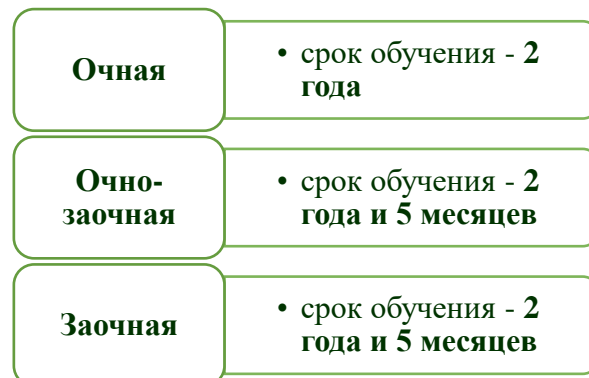 Очная
• срок обучения - 2
года
Очно-
заочная
• срок обучения - 2
года и 5 месяцев
Заочная
• срок обучения - 2
года и 5 месяцев